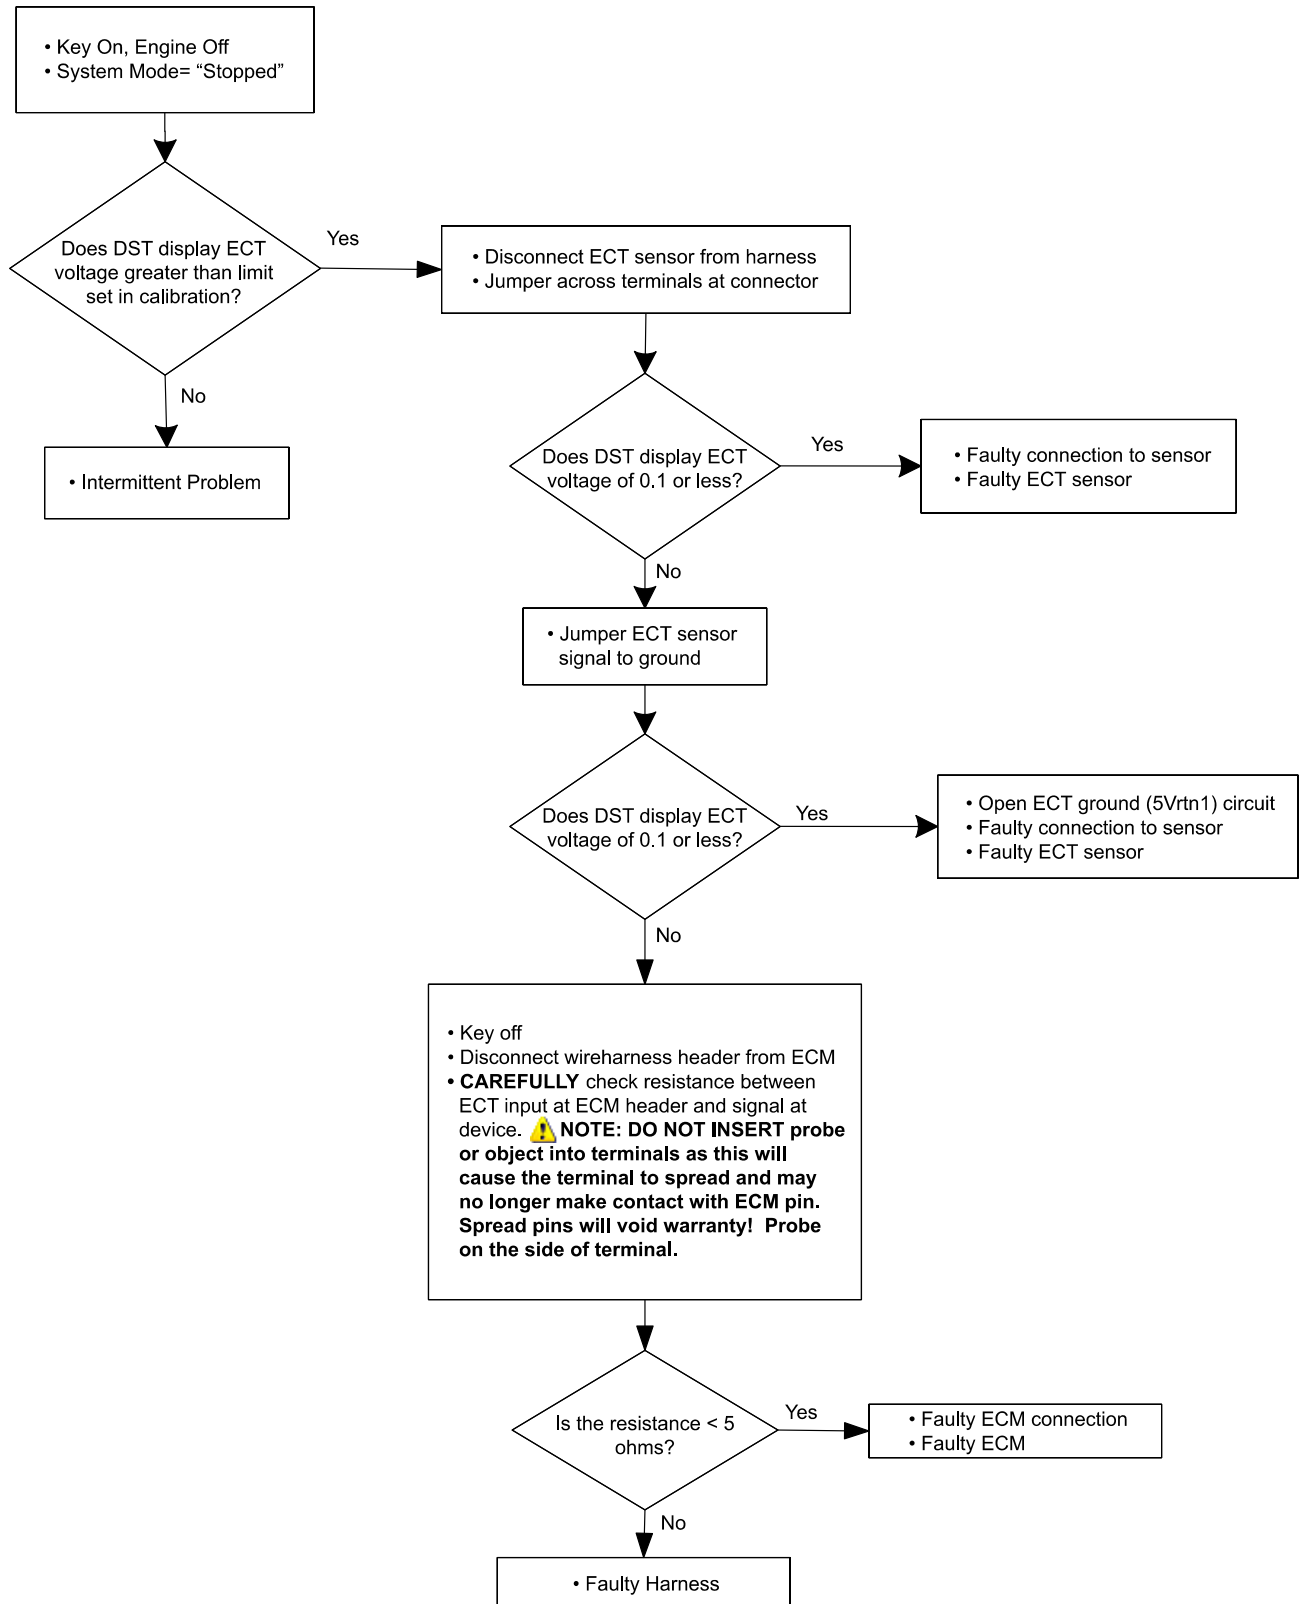 • Key On, Engine Off
• System Mode= “Stopped”
Does DST display ECT
voltage greater than limit
set in calibration?
Yes
• Disconnect ECT sensor from harness
• Jumper across terminals at connector
No
• Intermittent Problem
Does DST display ECT
voltage of 0.1 or less?
Yes
• Faulty connection to sensor
• Faulty ECT sensor
No
• Jumper ECT sensor
signal to ground
Does DST display ECT
voltage of 0.1 or less?
Yes
• Open ECT ground (5Vrtn1) circuit
• Faulty connection to sensor
• Faulty ECT sensor
No
• Key off
• Disconnect wireharness header from ECM
• CAREFULLY check resistance between
ECT input at ECM header and signal at
device. NOTE: DO NOT INSERT probe
or object into terminals as this will
cause the terminal to spread and may
no longer make contact with ECM pin.
Spread pins will void warranty! Probe
on the side of terminal.
Is the resistance < 5
ohms?
Yes
• Faulty ECM connection
• Faulty ECM
No
• Faulty Harness